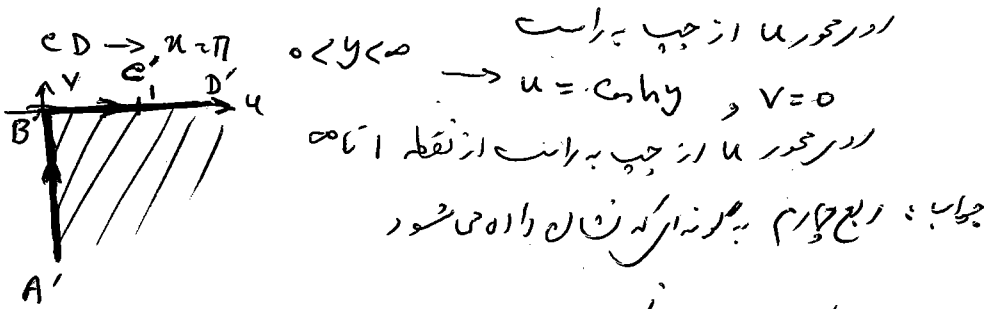 روی محور u از چپ به راست
CD → x = π    0 < y < ∞ → u = cosh y , v = 0
روی محور u از چپ به راست از نقطه 1 تا ∞
جواب: ربع چهارم به گونه‌ای که نشان داده می‌شود
V
C' D'
B' 1 u
A'